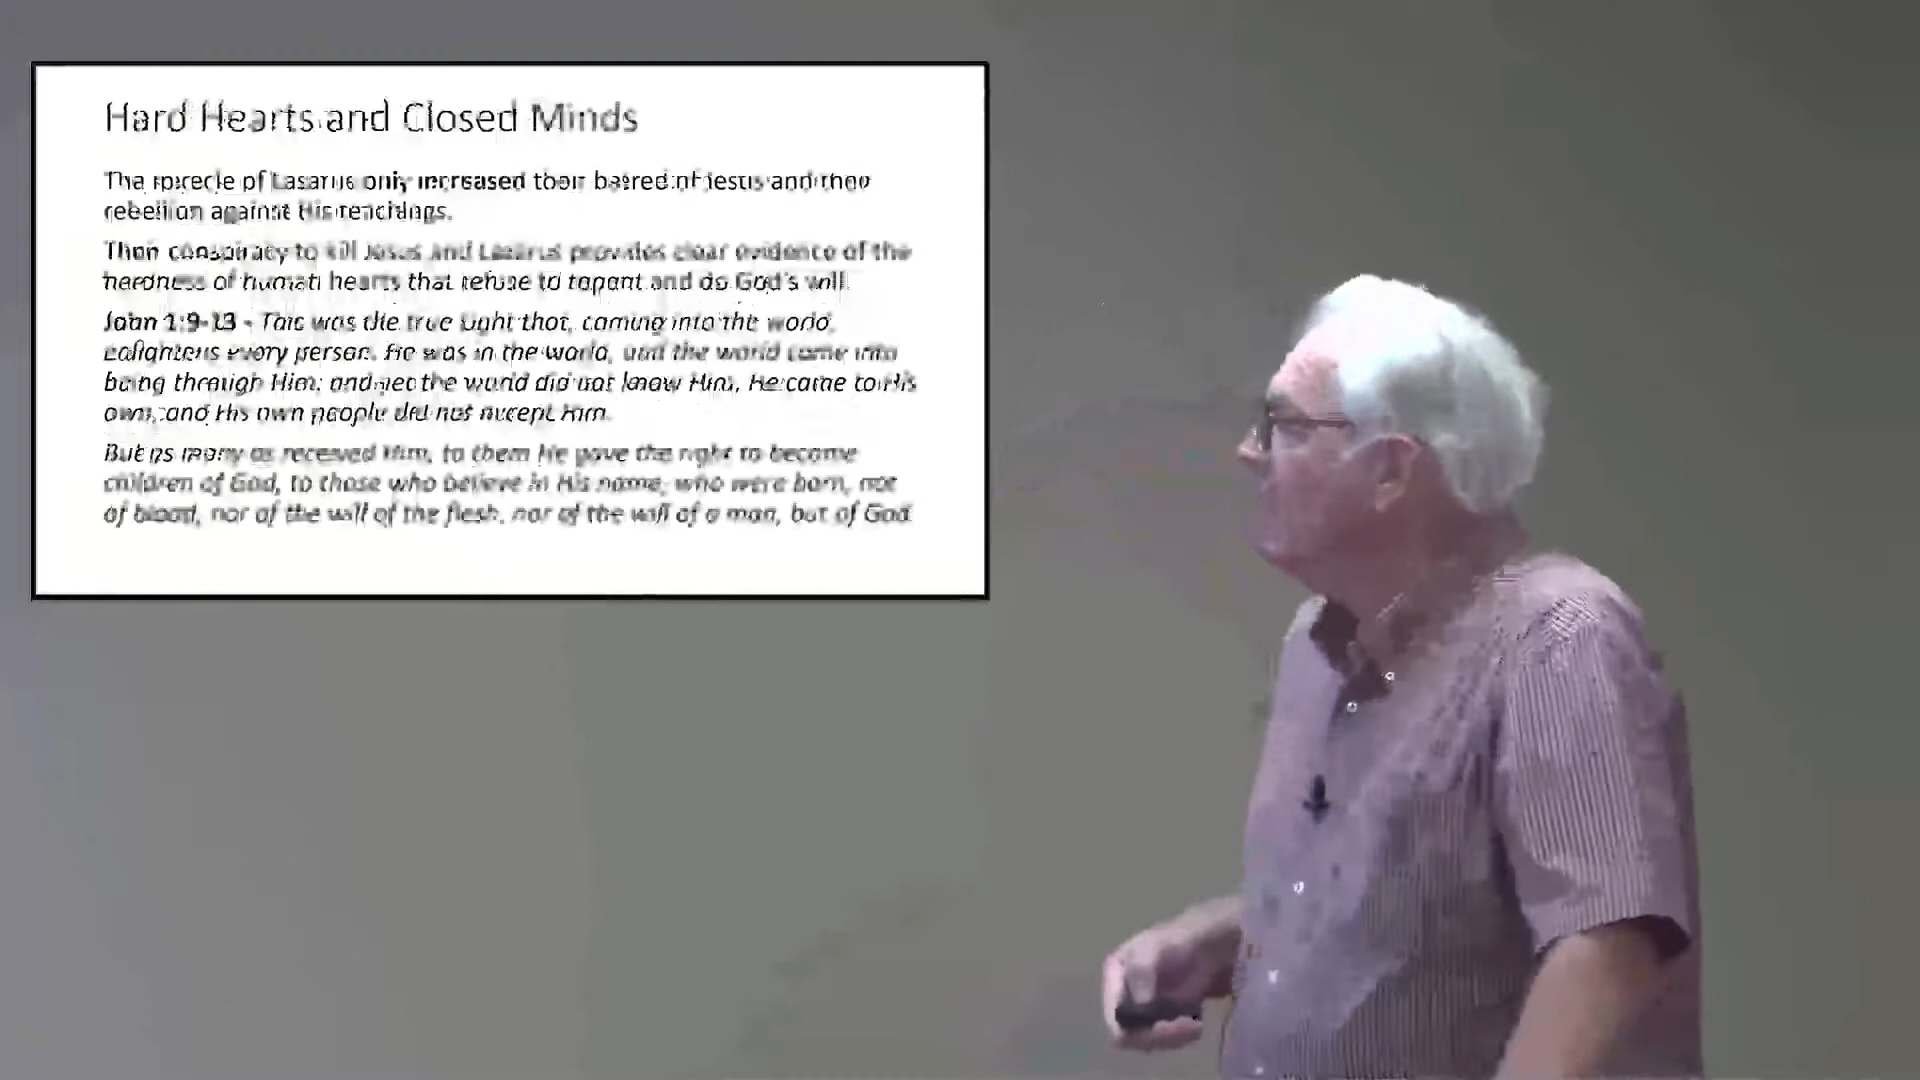 Hard Hearts and Closed Minds
The miracle of Lazarus only increased their hatred of Jesus and their
rebellion against His teachings.
Their conspiracy to kill Jesus and Lazarus provides clear evidence of the
hardness of human hearts that refuse to repent and do God's will.
John 1:9-13 - This was the true Light that, coming into the world,
enlightens every person. He was in the world, and the world came into
being through Him; and yet the world did not know Him. He came to His
own, and His own people did not accept Him.
But as many as received Him, to them He gave the right to become
children of God, to those who believe in His name, who were born, not
of blood, nor of the will of the flesh, nor of the will of a man, but of God.